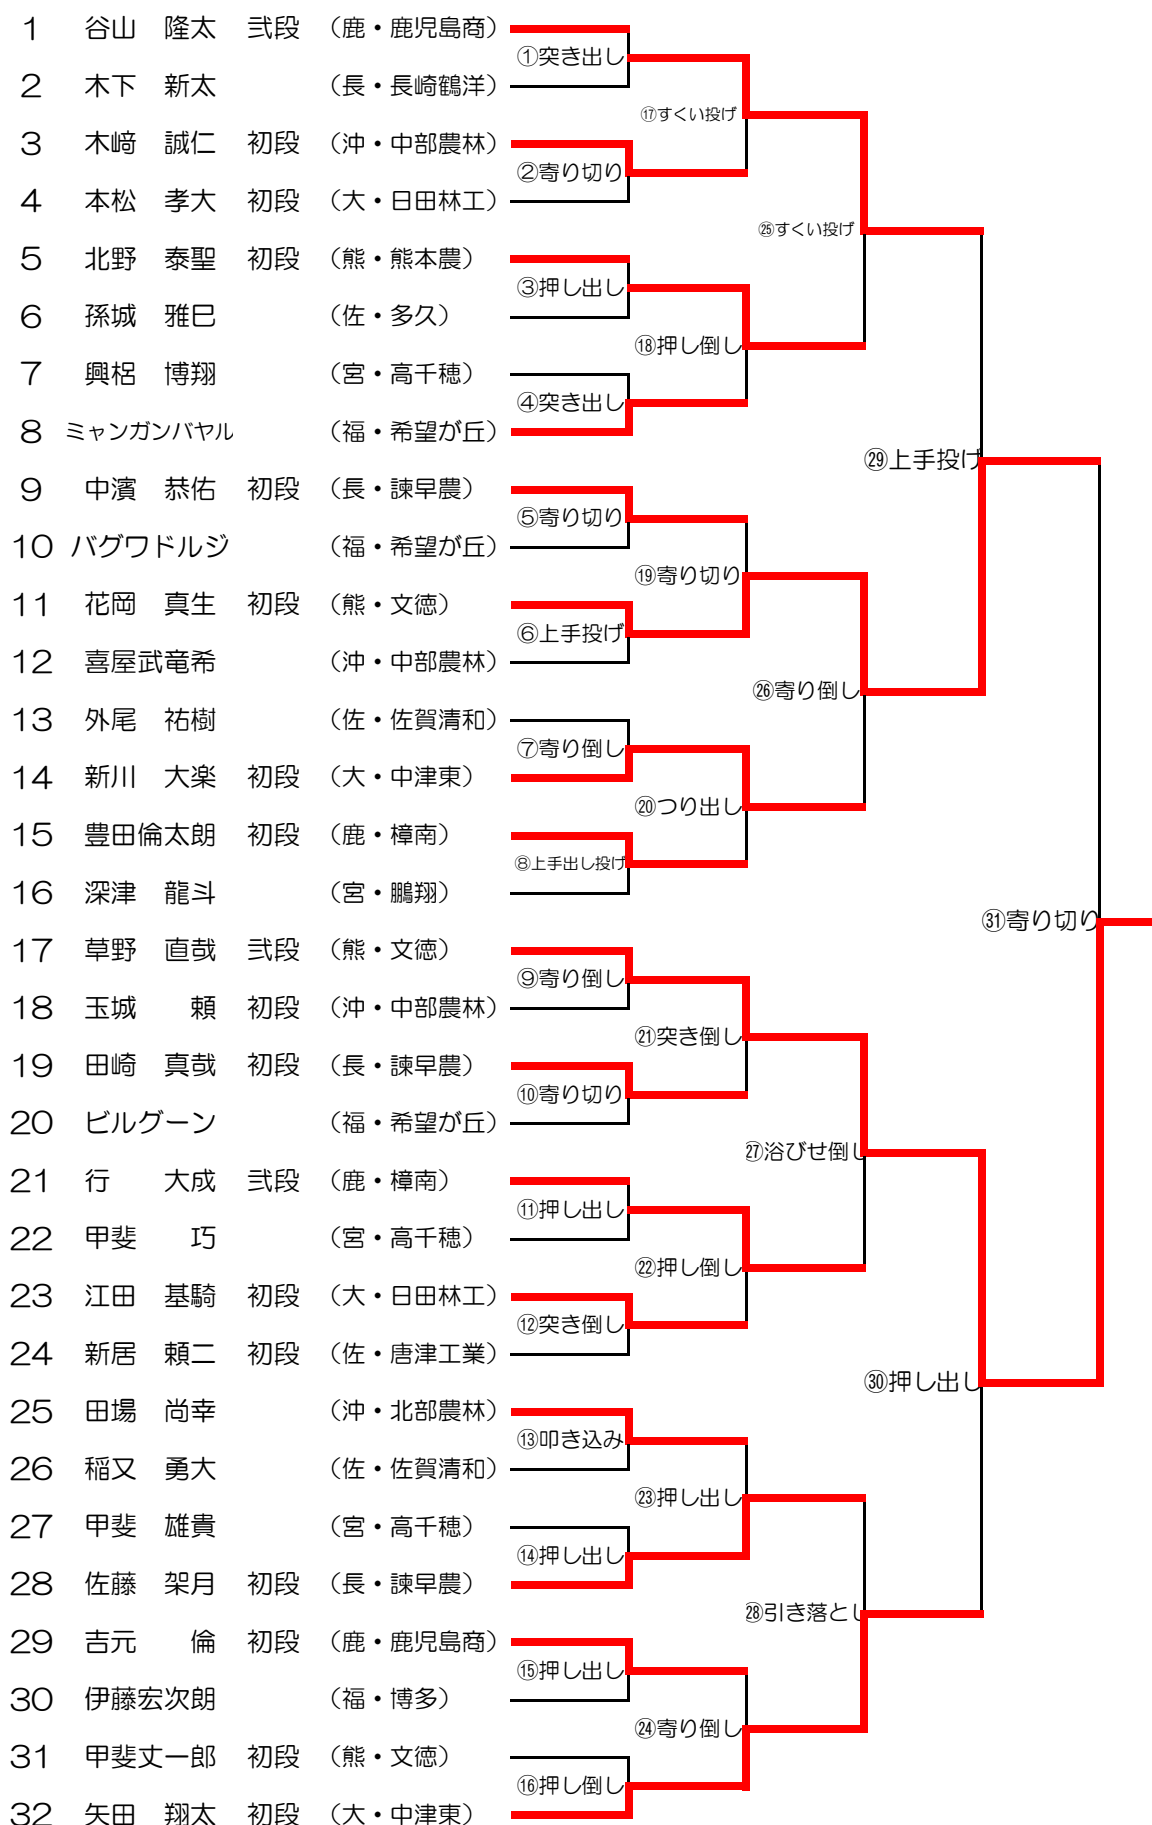 1 谷山 隆太 弐段 （鹿・鹿児島商）
①突き出し
2 木下 新太 （長・長崎鶴洋）
⑰すくい投げ
3 木﨑 誠仁 初段 （沖・中部農林）
②寄り切り
4 本松 孝大 初段 （大・日田林工）
㉕すくい投げ
5 北野 泰聖 初段 （熊・熊本農）
③押し出し
6 孫城 雅巳 （佐・多久）
⑱押し倒し
7 興梠 博翔 （宮・高千穂）
④突き出し
8 ミャンガンバヤル （福・希望が丘）
㉙上手投げ
9 中濱 恭佑 初段 （長・諫早農）
⑤寄り切り
10 バグワドルジ （福・希望が丘）
⑲寄り切り
11 花岡 真生 初段 （熊・文徳）
⑥上手投げ
12 喜屋武竜希 （沖・中部農林）
㉖寄り倒し
13 外尾 祐樹 （佐・佐賀清和）
⑦寄り倒し
14 新川 大楽 初段 （大・中津東）
⑳つり出し
15 豊田倫太朗 初段 （鹿・樟南）
⑧上手出し投げ
16 深津 龍斗 （宮・鵬翔）
㉛寄り切り
17 草野 直哉 弐段 （熊・文徳）
⑨寄り倒し
18 玉城 頼 初段 （沖・中部農林）
㉑突き倒し
19 田崎 真哉 初段 （長・諫早農）
⑩寄り切り
20 ビルグーン （福・希望が丘）
㉗浴びせ倒し
21 行 大成 弐段 （鹿・樟南）
⑪押し出し
22 甲斐 巧 （宮・高千穂）
㉒押し倒し
23 江田 基騎 初段 （大・日田林工）
⑫突き倒し
24 新居 頼二 初段 （佐・唐津工業）
㉚押し出し
25 田場 尚幸 （沖・北部農林）
⑬叩き込み
26 稲又 勇大 （佐・佐賀清和）
㉓押し出し
27 甲斐 雄貴 （宮・高千穂）
⑭押し出し
28 佐藤 架月 初段 （長・諫早農）
㉘引き落とし
29 吉元 倫 初段 （鹿・鹿児島商）
⑮押し出し
30 伊藤宏次朗 （福・博多）
㉔寄り倒し
31 甲斐丈一郎 初段 （熊・文徳）
⑯押し倒し
32 矢田 翔太 初段 （大・中津東）